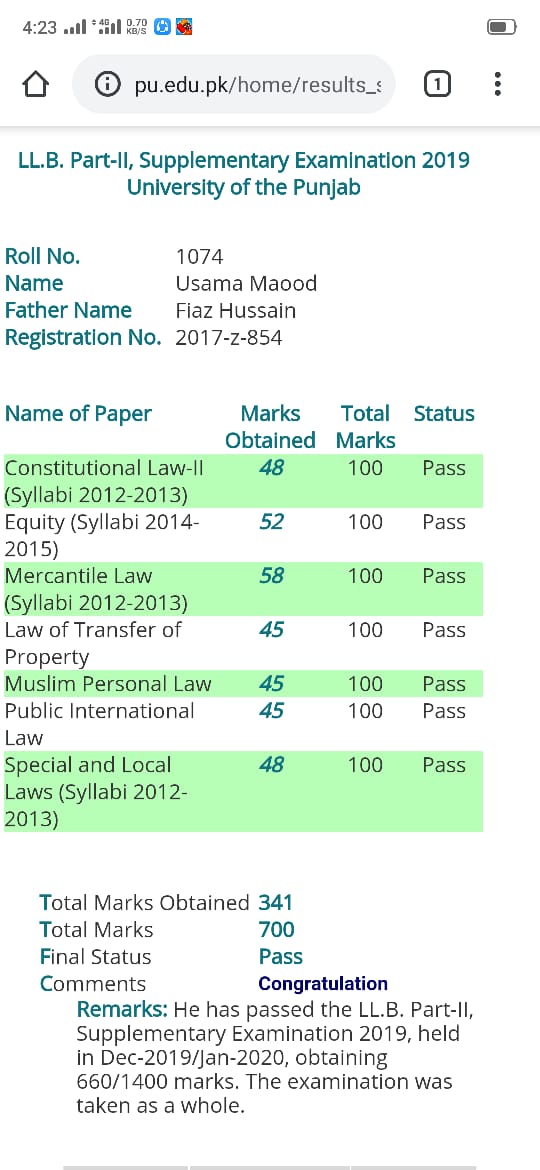 4:23 4G 0.70 KB/S
pu.edu.pk/home/results_s 1
LL.B. Part-II, Supplementary Examination 2019
University of the Punjab
Roll No. 1074
Name Usama Maood
Father Name Fiaz Hussain
Registration No. 2017-z-854
Name of Paper Marks Total Status
Obtained Marks
Constitutional Law-II 48 100 Pass
(Syllabi 2012-2013)
Equity (Syllabi 2014- 52 100 Pass
2015)
Mercantile Law 58 100 Pass
(Syllabi 2012-2013)
Law of Transfer of 45 100 Pass
Property
Muslim Personal Law 45 100 Pass
Public International 45 100 Pass
Law
Special and Local 48 100 Pass
Laws (Syllabi 2012-
2013)
Total Marks Obtained 341
Total Marks 700
Final Status Pass
Comments Congratulation
Remarks: He has passed the LL.B. Part-II,
Supplementary Examination 2019, held
in Dec-2019/Jan-2020, obtaining
660/1400 marks. The examination was
taken as a whole.